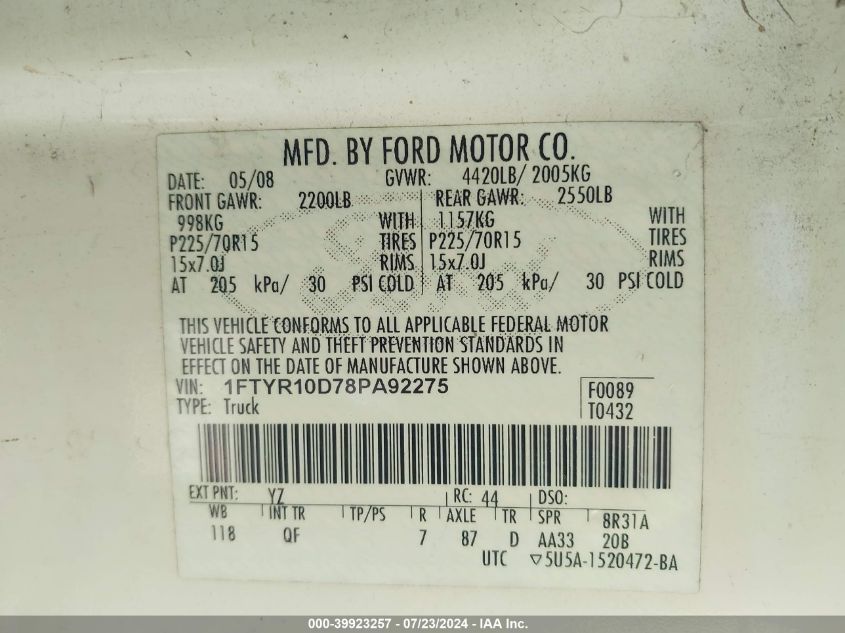 MFD. BY FORD MOTOR CO.
DATE: 05/08 GVWR: 4420LB/ 2005KG
FRONT GAWR: 2200LB REAR GAWR: 2550LB
998KG WITH 1157KG WITH
P225/70R15 TIRES P225/70R15 TIRES
15x7.0J RIMS 15x7.0J RIMS
AT 205 kPa/ 30 PSI COLD AT 205 kPa/ 30 PSI COLD
THIS VEHICLE CONFORMS TO ALL APPLICABLE FEDERAL MOTOR
VEHICLE SAFETY AND THEFT PREVENTION STANDARDS IN
EFFECT ON THE DATE OF MANUFACTURE SHOWN ABOVE.
VIN: 1FTYR10D78PA92275 F0089
TYPE: Truck T0432
EXT PNT: YZ RC: 44 DSO:
WB INT TR TP/PS R AXLE TR SPR 8R31A
118 QF 7 87 D AA33 20B
UTC ▽5U5A-1520472-BA
000-39923257 - 07/23/2024 - IAA Inc.